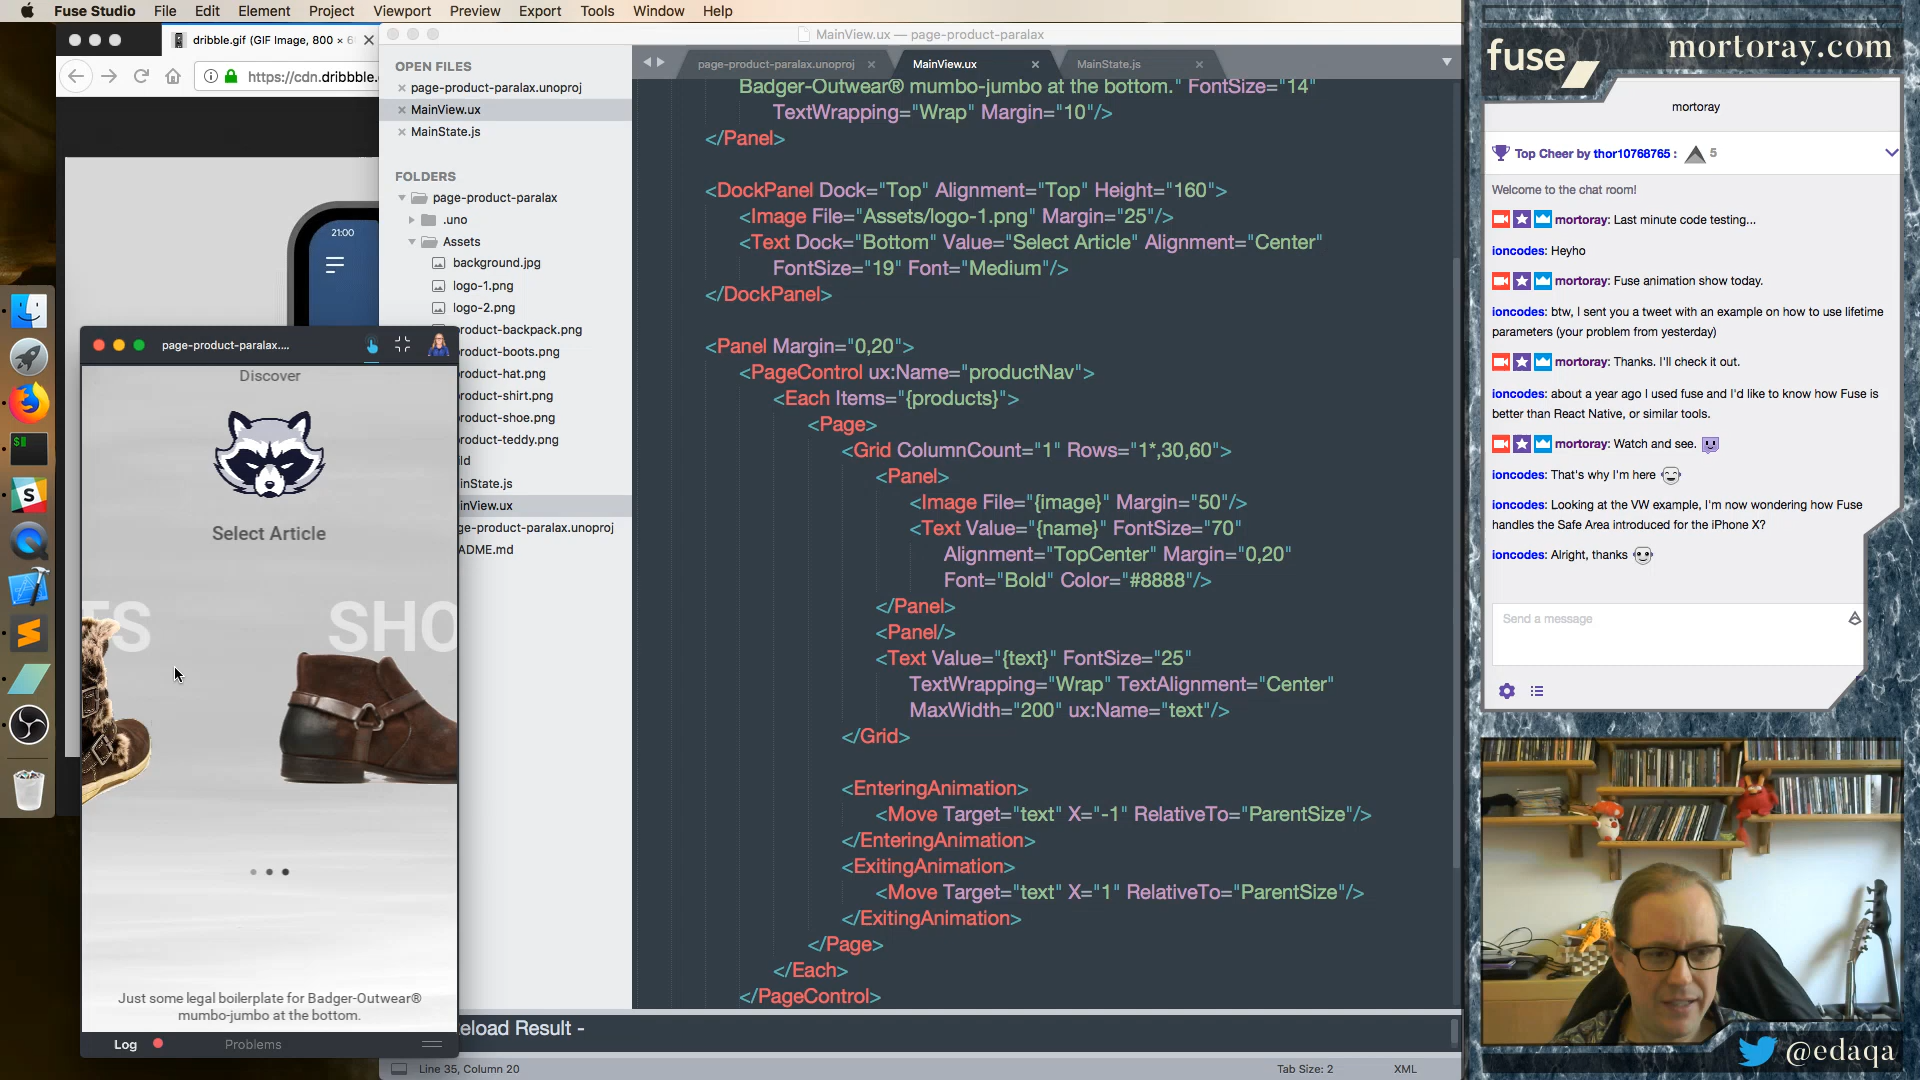 Fuse Studio File Edit Element Project Viewport Preview Export Tools Window Help
dribble.gif (GIF Image, 800 × 6
https://cdn.dribbble.
21:00
MainView.ux — page-product-paralax
OPEN FILES
page-product-paralax.unoproj
MainView.ux
MainState.js
FOLDERS
page-product-paralax
.uno
Assets
background.jpg
logo-1.png
logo-2.png
product-backpack.png
product-boots.png
product-hat.png
product-shirt.png
product-shoe.png
product-teddy.png
ild
inState.js
inView.ux
ge-product-paralax.unoproj
ADME.md
page-product-paralax....
Discover
Select Article
TS
SHO
Just some legal boilerplate for Badger-Outwear®
mumbo-jumbo at the bottom.
Log Problems
page-product-paralax.unoproj MainView.ux MainState.js
Badger-Outwear® mumbo-jumbo at the bottom." FontSize="14"
TextWrapping="Wrap" Margin="10"/>
</Panel>
<DockPanel Dock="Top" Alignment="Top" Height="160">
<Image File="Assets/logo-1.png" Margin="25"/>
<Text Dock="Bottom" Value="Select Article" Alignment="Center"
FontSize="19" Font="Medium"/>
</DockPanel>
<Panel Margin="0,20">
<PageControl ux:Name="productNav">
<Each Items="{products}">
<Page>
<Grid ColumnCount="1" Rows="1*,30,60">
<Panel>
<Image File="{image}" Margin="50"/>
<Text Value="{name}" FontSize="70"
Alignment="TopCenter" Margin="0,20"
Font="Bold" Color="#8888"/>
</Panel>
<Panel/>
<Text Value="{text}" FontSize="25"
TextWrapping="Wrap" TextAlignment="Center"
MaxWidth="200" ux:Name="text"/>
</Grid>
<EnteringAnimation>
<Move Target="text" X="-1" RelativeTo="ParentSize"/>
</EnteringAnimation>
<ExitingAnimation>
<Move Target="text" X="1" RelativeTo="ParentSize"/>
</ExitingAnimation>
</Page>
</Each>
</PageControl>
eload Result -
Line 35, Column 20 Tab Size: 2 XML
fuse mortoray.com
mortoray
Top Cheer by thor10768765 : 5
Welcome to the chat room!
mortoray: Last minute code testing...
ioncodes: Heyho
mortoray: Fuse animation show today.
ioncodes: btw, I sent you a tweet with an example on how to use lifetime
parameters (your problem from yesterday)
mortoray: Thanks. I'll check it out.
ioncodes: about a year ago I used fuse and I'd like to know how Fuse is
better than React Native, or similar tools.
mortoray: Watch and see.
ioncodes: That's why I'm here
ioncodes: Looking at the VW example, I'm now wondering how Fuse
handles the Safe Area introduced for the iPhone X?
ioncodes: Alright, thanks
Send a message
@edaqa